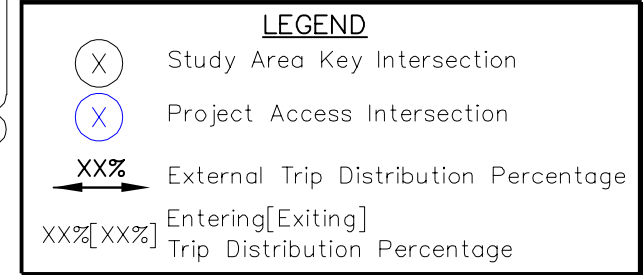 LEGEND
X Study Area Key Intersection
X Project Access Intersection
XX% External Trip Distribution Percentage
XX%[XX%] Entering[Exiting]
Trip Distribution Percentage